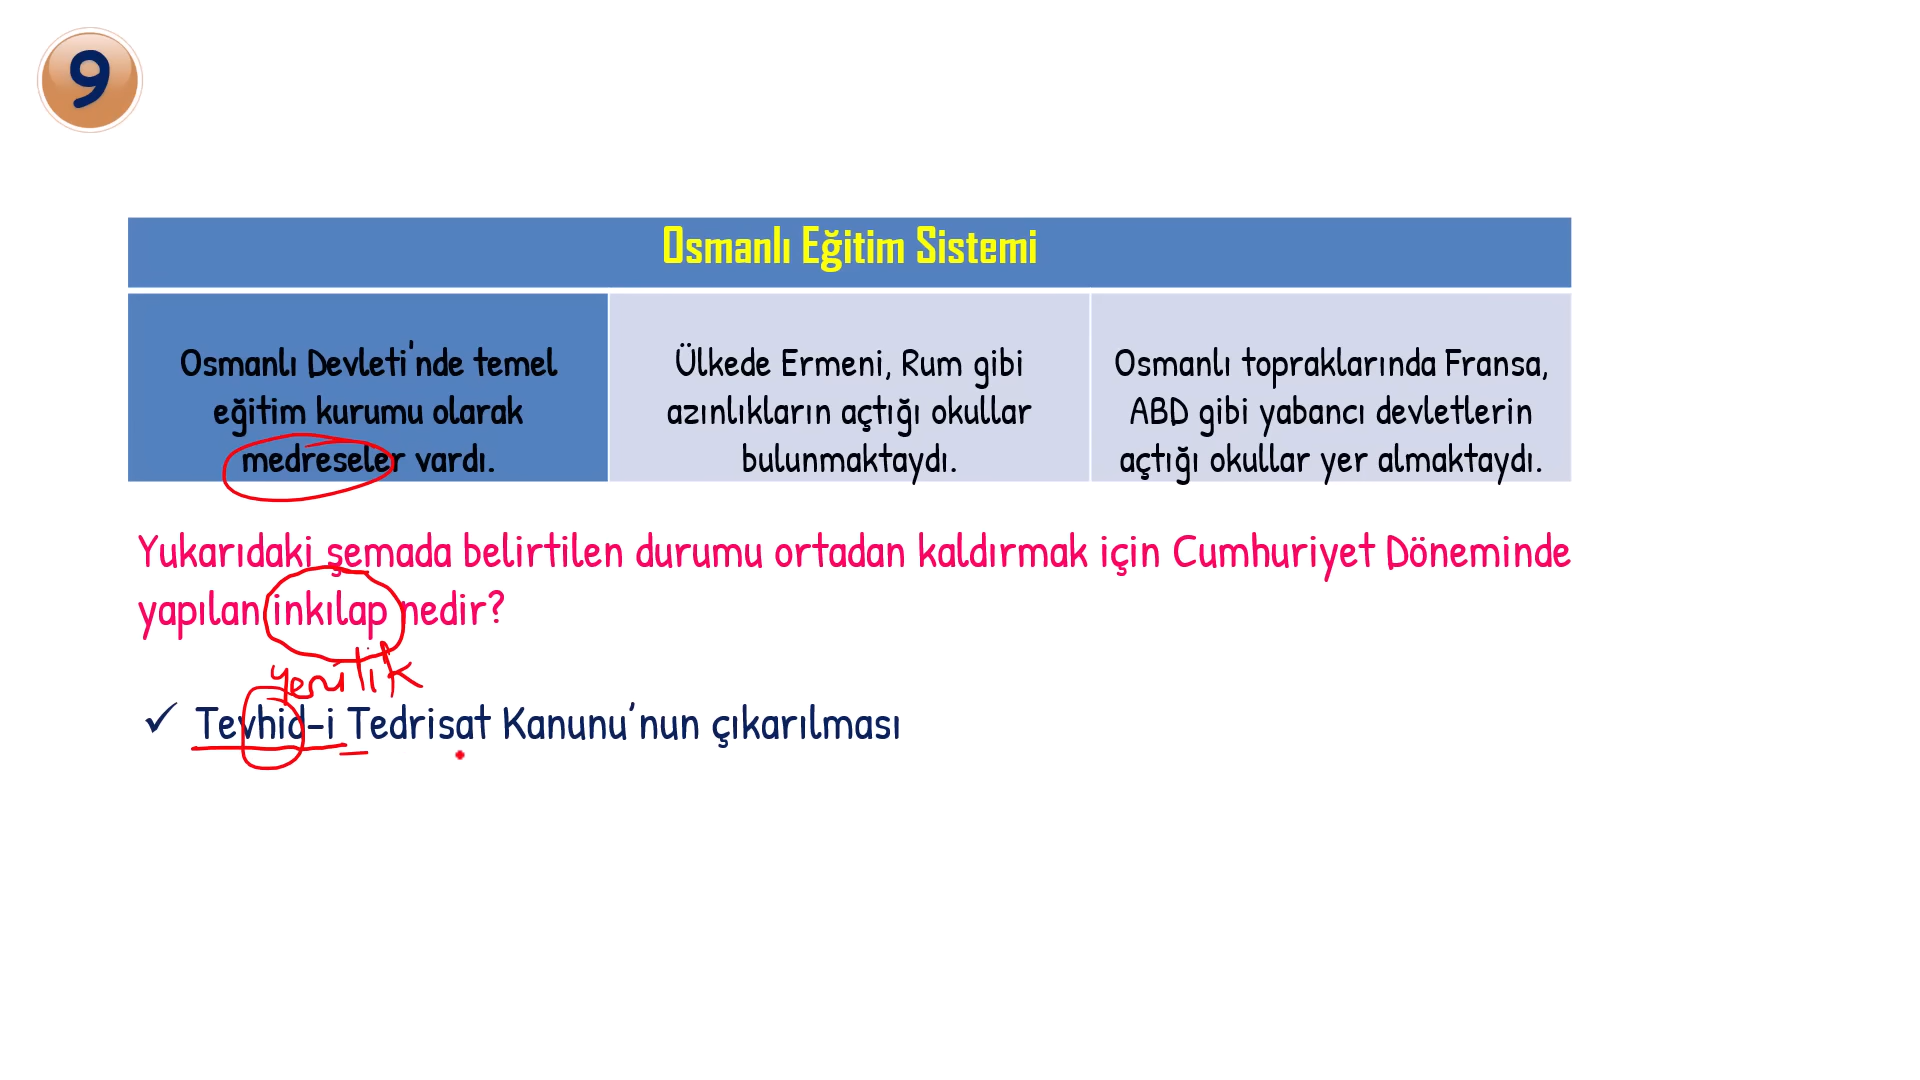 9
Osmanlı Eğitim Sistemi
Osmanlı Devleti'nde temel
eğitim kurumu olarak
medreseler vardı.
Ülkede Ermeni, Rum gibi
azınlıkların açtığı okullar
bulunmaktaydı.
Osmanlı topraklarında Fransa,
ABD gibi yabancı devletlerin
açtığı okullar yer almaktaydı.
Yukarıdaki şemada belirtilen durumu ortadan kaldırmak için Cumhuriyet Döneminde
yapılan inkılap nedir?
yenilik
✓ Tevhid-i Tedrisat Kanunu'nun çıkarılması